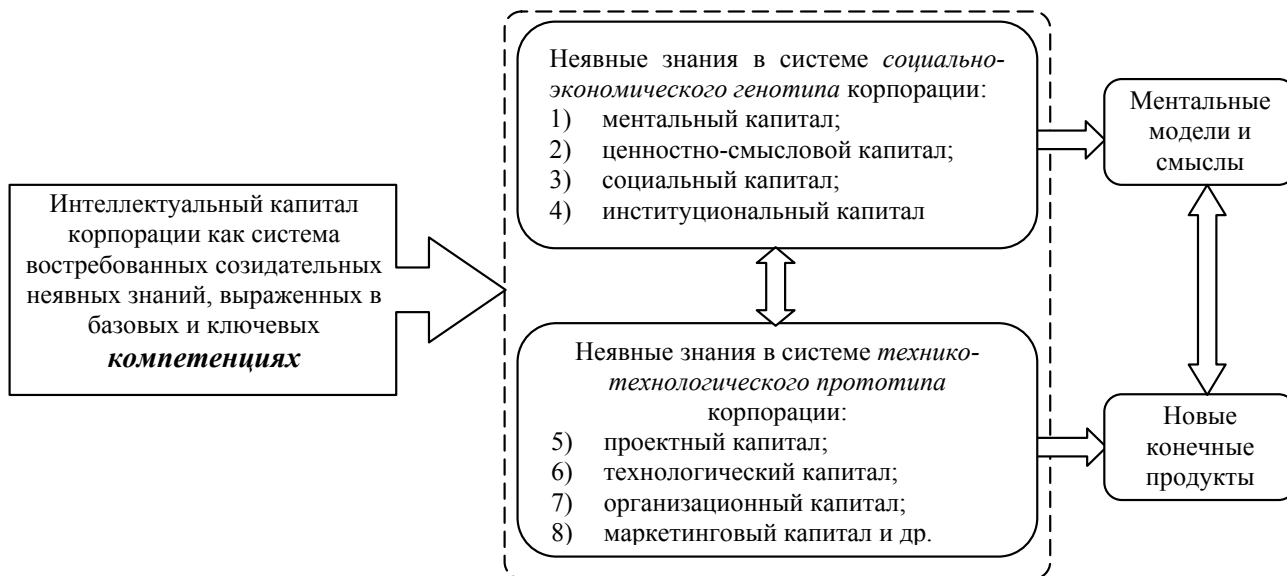 Интеллектуальный капитал
корпорации как система
востребованных созидательных
неявных знаний, выраженных в
базовых и ключевых
компетенциях
Неявные знания в системе социально-
экономического генотипа корпорации:
1) ментальный капитал;
2) ценностно-смысловой капитал;
3) социальный капитал;
4) институциональный капитал
Неявные знания в системе технико-
технологического прототипа
корпорации:
5) проектный капитал;
6) технологический капитал;
7) организационный капитал;
8) маркетинговый капитал и др.
Ментальные
модели и
смыслы
Новые
конечные
продукты